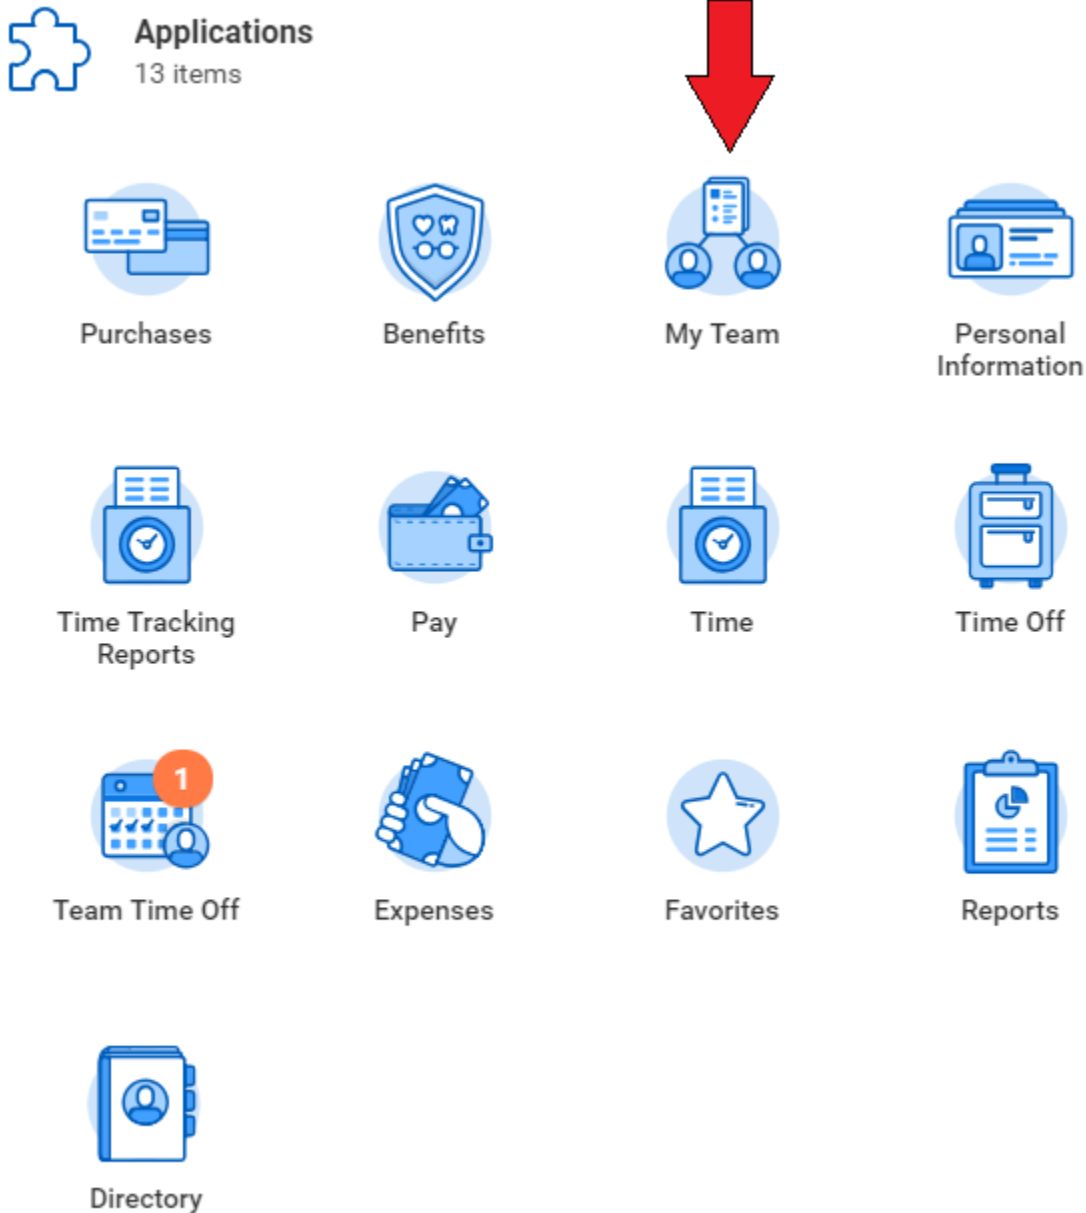 Applications
13 items
Purchases
Benefits
My Team
Personal
Information
Time Tracking
Reports
Pay
Time
Time Off
1
Team Time Off
Expenses
Favorites
Reports
Directory